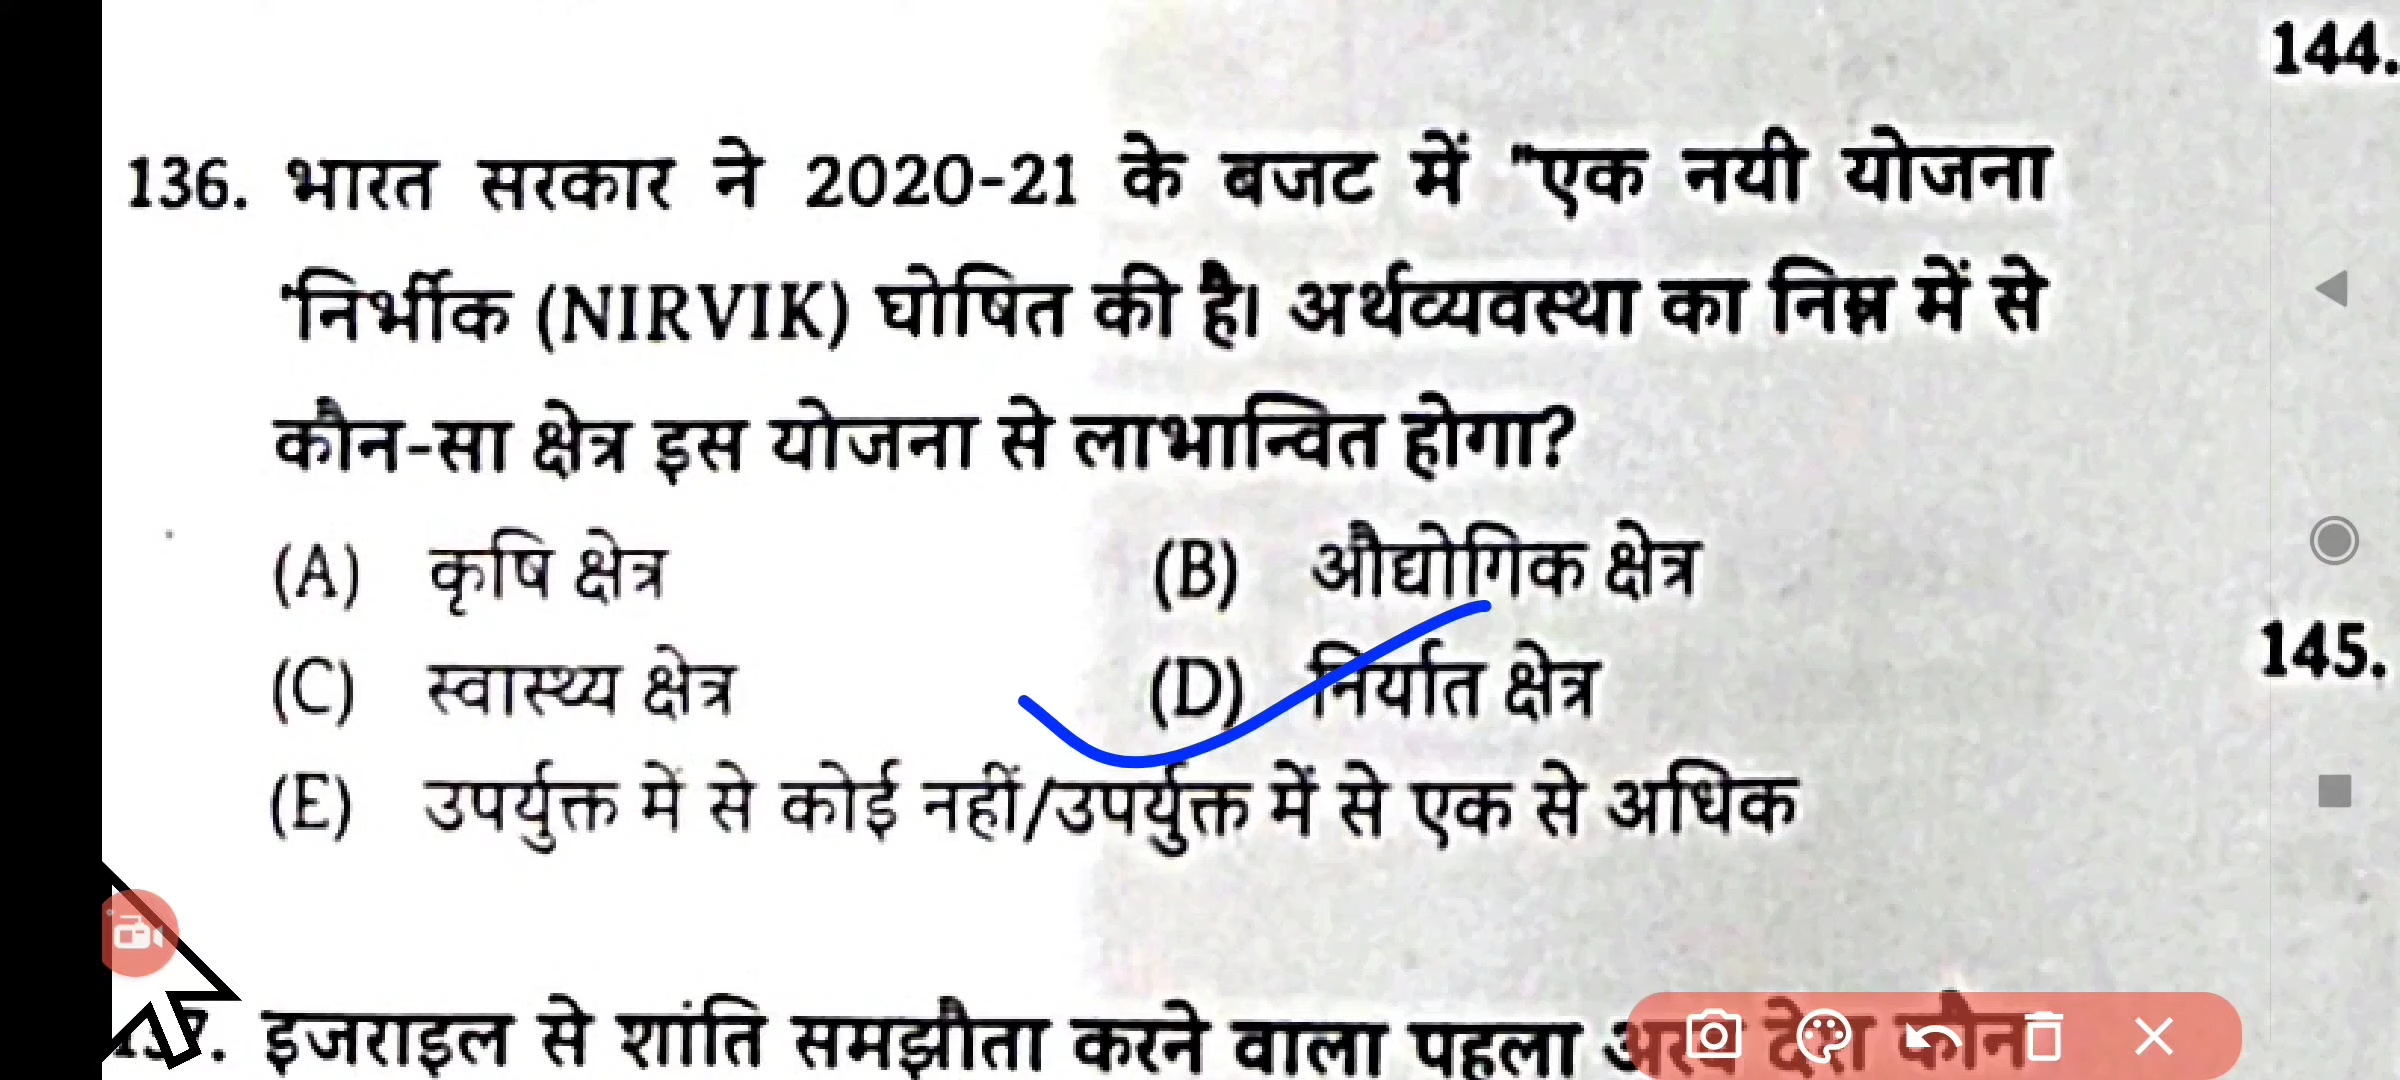 144.
136. भारत सरकार ने 2020-21 के बजट में "एक नयी योजना
'निर्भीक (NIRVIK) घोषित की है। अर्थव्यवस्था का निम्न में से
कौन-सा क्षेत्र इस योजना से लाभान्वित होगा?
(A) कृषि क्षेत्र (B) औद्योगिक क्षेत्र
(C) स्वास्थ्य क्षेत्र (D) निर्यात क्षेत्र
145.
(E) उपर्युक्त में से कोई नहीं/उपर्युक्त में से एक से अधिक
इजराइल से शांति समझौता करने वाला पहला अरब देश कौन